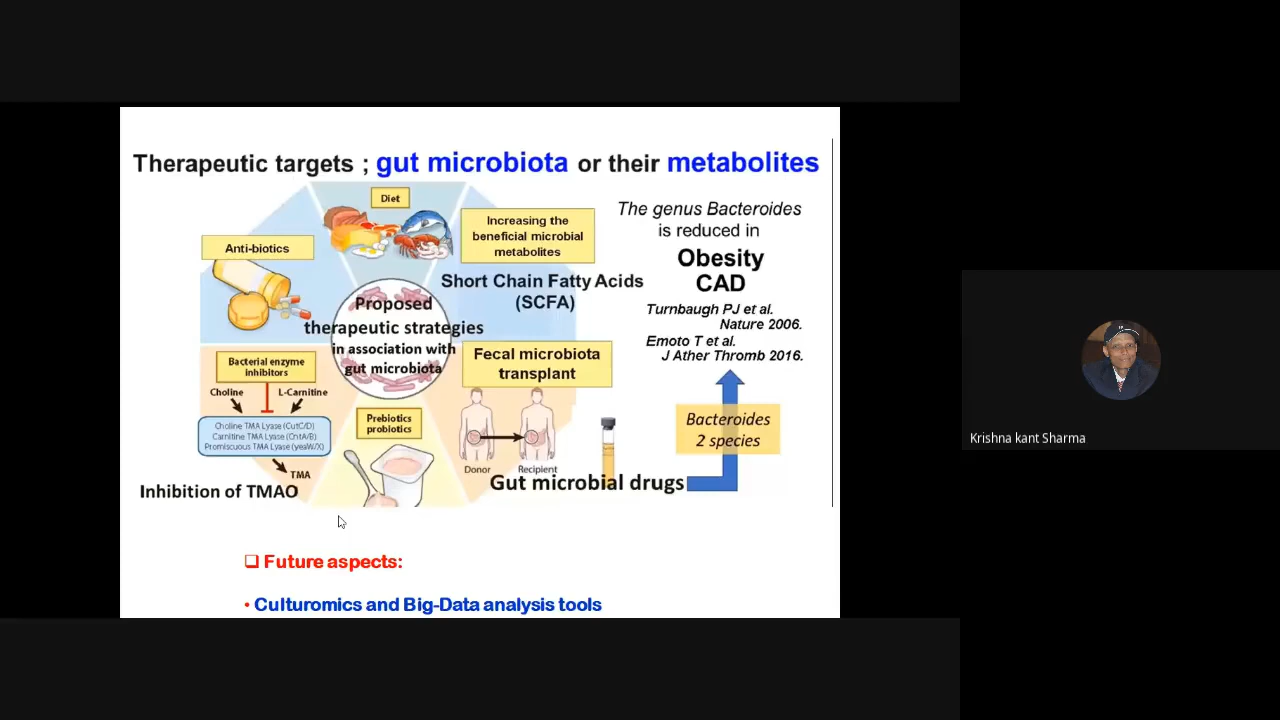 Therapeutic targets ; gut microbiota or their metabolites
Diet
Anti-biotics
Increasing the
beneficial microbial
metabolites
Short Chain Fatty Acids
(SCFA)
The genus Bacteroides
is reduced in
Obesity
CAD
Turnbaugh PJ et al.
Nature 2006.
Emoto T et al.
J Ather Thromb 2016.
Proposed
therapeutic strategies
in association with
gut microbiota
Bacterial enzyme
inhibitors
Choline
L-Carnitine
Choline TMA Lyase (CutC/D)
Carnitine TMA Lyase (CntA/B)
Promiscuous TMA Lyase (yeaW/X)
TMA
Inhibition of TMAO
Prebiotics
probiotics
Fecal microbiota
transplant
Donor
Recipient
Gut microbial drugs
Bacteroides
2 species
❑ Future aspects:
• Culturomics and Big-Data analysis tools
Krishna kant Sharma